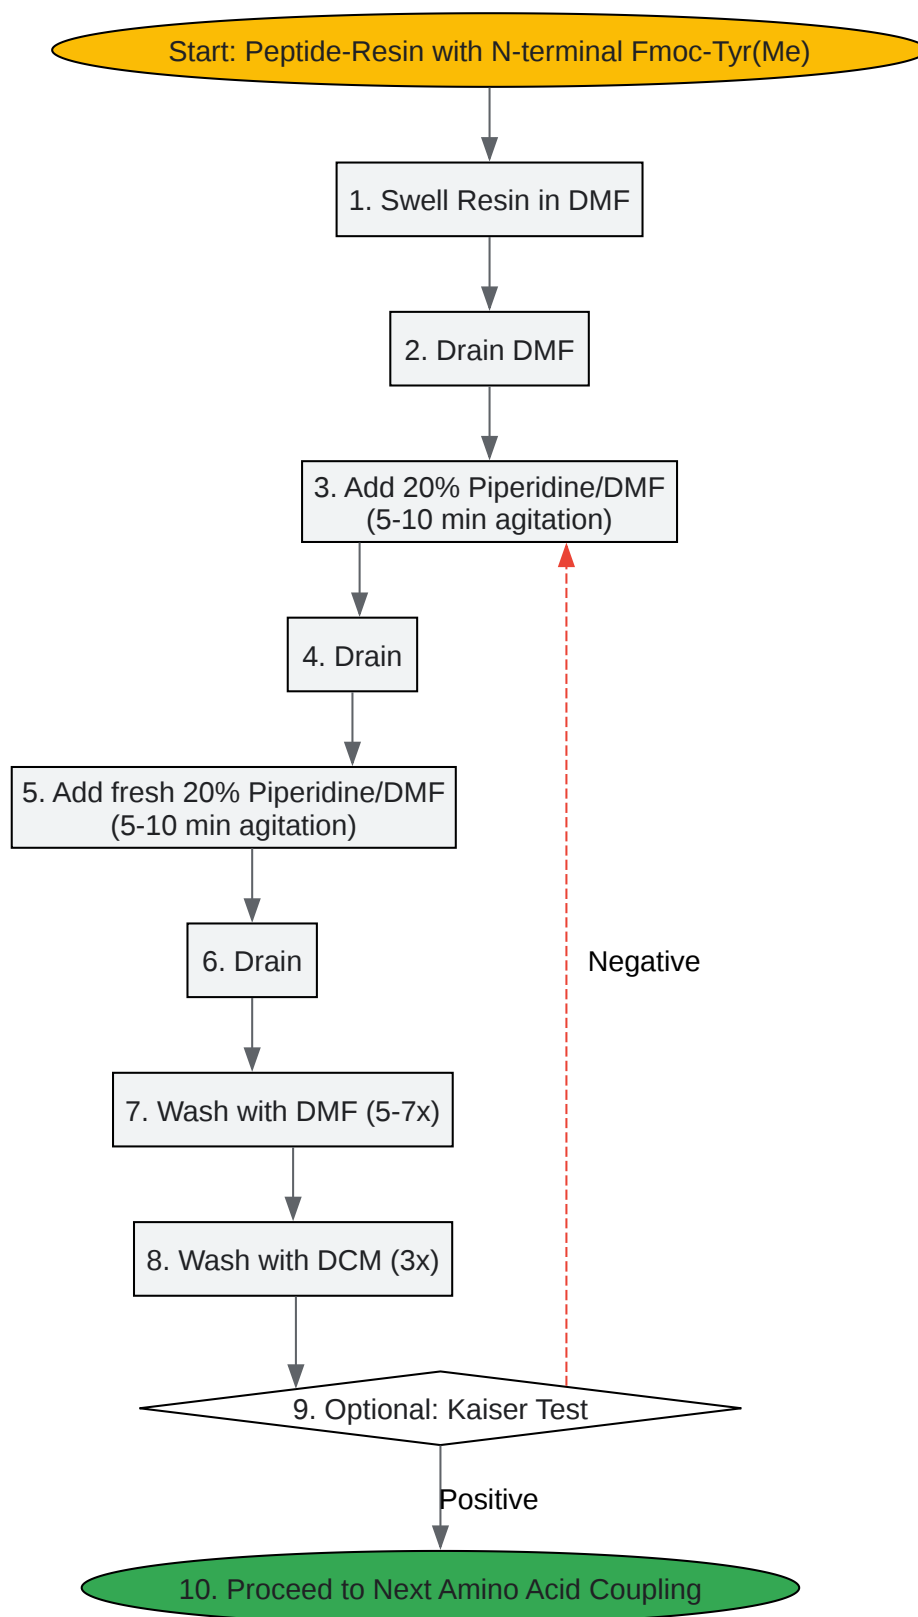 Start: Peptide-Resin with N-terminal Fmoc-Tyr(Me)
1. Swell Resin in DMF
2. Drain DMF
3. Add 20% Piperidine/DMF
(5-10 min agitation)
4. Drain
5. Add fresh 20% Piperidine/DMF
(5-10 min agitation)
6. Drain
Negative
7. Wash with DMF (5-7x)
8. Wash with DCM (3x)
9. Optional: Kaiser Test
Positive
10. Proceed to Next Amino Acid Coupling